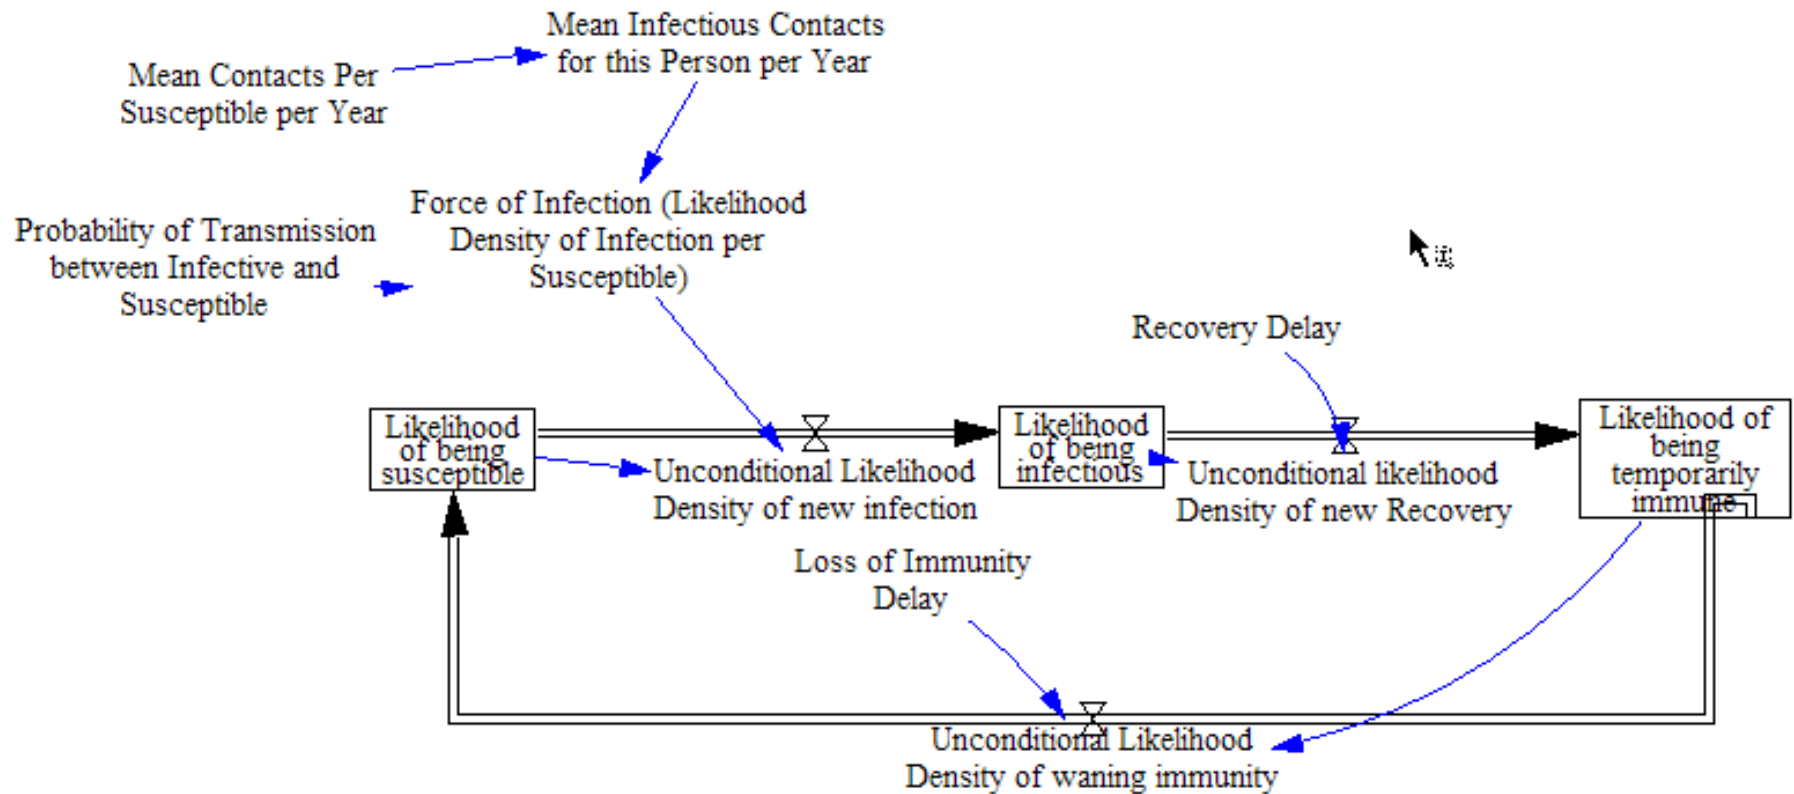 Mean Infectious Contacts
for this Person per Year
Mean Contacts Per
Susceptible per Year
Force of Infection (Likelihood
Density of Infection per
Susceptible)
Probability of Transmission
between Infective and
Susceptible
Recovery Delay
Likelihood
of being
susceptible
Unconditional Likelihood
Density of new infection
Likelihood
of being
infectious
Unconditional likelihood
Density of new Recovery
Likelihood of
being
temporarily
immune
Loss of Immunity
Delay
Unconditional Likelihood
Density of waning immunity